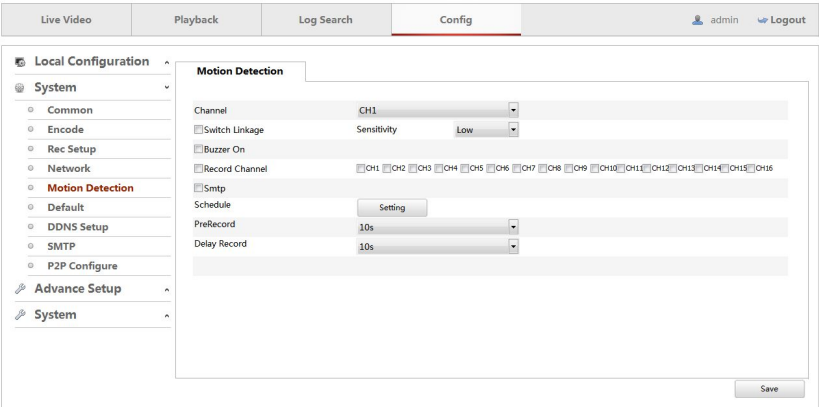 Live Video Playback Log Search Config admin Logout
Local Configuration
System
Common
Encode
Rec Setup
Network
Motion Detection
Default
DDNS Setup
SMTP
P2P Configure
Advance Setup
System
Motion Detection
Channel CH1
Switch Linkage Sensitivity Low
Buzzer On
Record Channel CH1 CH2 CH3 CH4 CH5 CH6 CH7 CH8 CH9 CH10 CH11 CH12 CH13 CH14 CH15 CH16
Smtp
Schedule Setting
PreRecord 10s
Delay Record 10s
Save